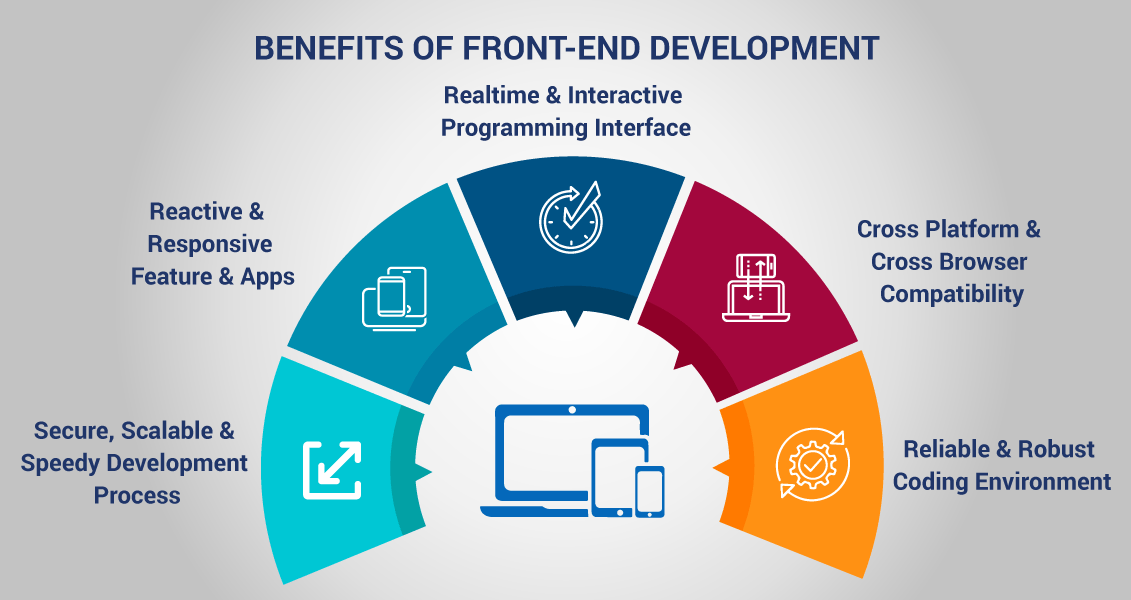 BENEFITS OF FRONT-END DEVELOPMENT
Realtime & Interactive
Programming Interface
Reactive &
Responsive
Feature & Apps
Cross Platform &
Cross Browser
Compatibility
Secure, Scalable &
Speedy Development
Process
Reliable & Robust
Coding Environment